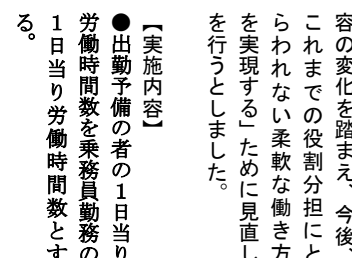 容の変化を踏まえ、今後、
これまでの役割分担にと
らわれない柔軟な働き方
を実現する」ために見直し
を行うとしました。
【実施内容】
●出勤予備の者の１日当り
労働時間数を乗務員勤務の
１日当り労働時間数とす
る。